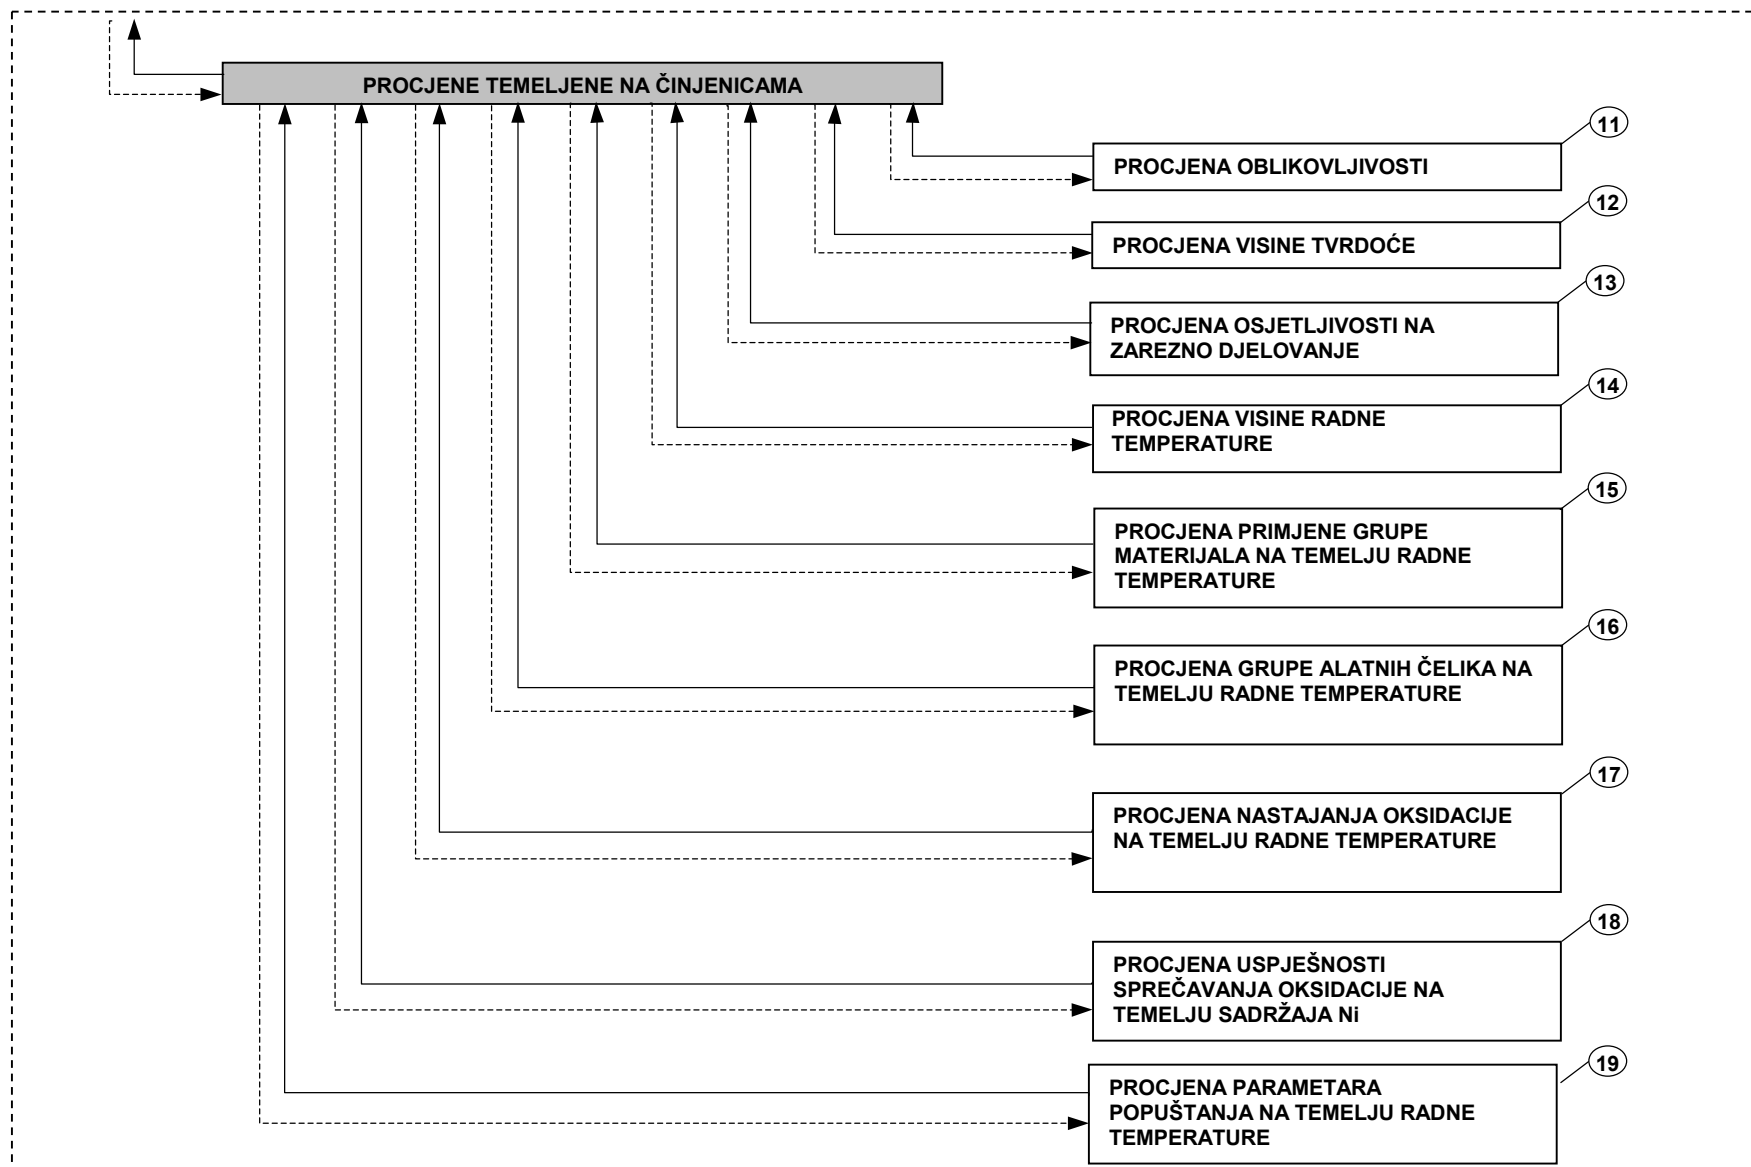 PROCJENE TEMELJENE NA ČINJENICAMA
11
PROCJENA OBLIKOVLJIVOSTI
12
PROCJENA VISINE TVRDOĆE
13
PROCJENA OSJETLJIVOSTI NA
ZAREZNO DJELOVANJE
14
PROCJENA VISINE RADNE
TEMPERATURE
15
PROCJENA PRIMJENE GRUPE
MATERIJALA NA TEMELJU RADNE
TEMPERATURE
16
PROCJENA GRUPE ALATNIH ČELIKA NA
TEMELJU RADNE TEMPERATURE
17
PROCJENA NASTAJANJA OKSIDACIJE
NA TEMELJU RADNE TEMPERATURE
18
PROCJENA USPJEŠNOSTI
SPREČAVANJA OKSIDACIJE NA
TEMELJU SADRŽAJA Ni
19
PROCJENA PARAMETARA
POPUŠTANJA NA TEMELJU RADNE
TEMPERATURE